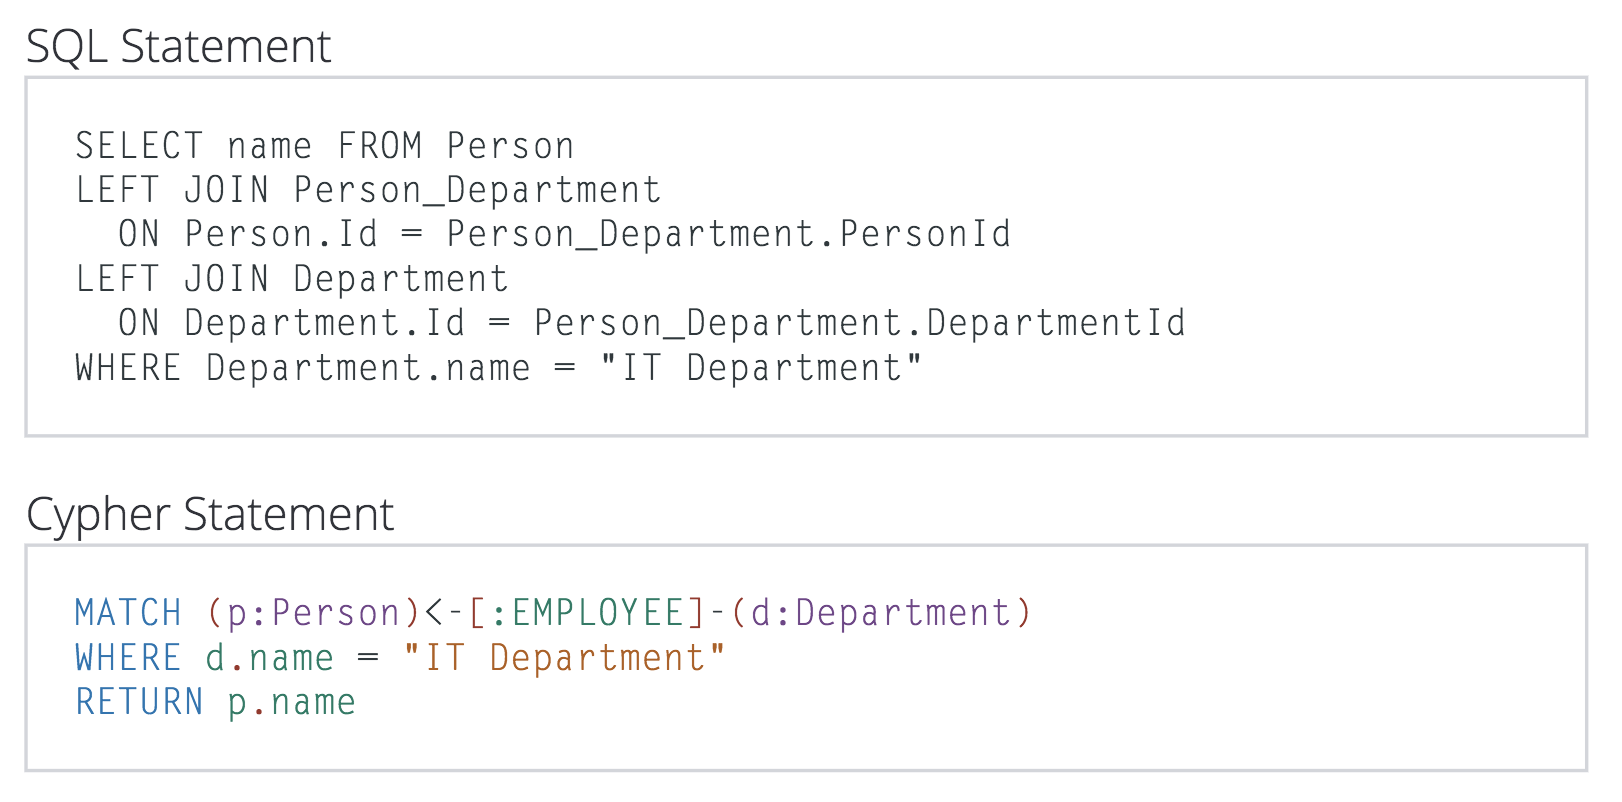 SQL Statement
SELECT name FROM Person
LEFT JOIN Person_Department
  ON Person.Id = Person_Department.PersonId
LEFT JOIN Department
  ON Department.Id = Person_Department.DepartmentId
WHERE Department.name = "IT Department"
Cypher Statement
MATCH (p:Person)<-[:EMPLOYEE]-(d:Department)
WHERE d.name = "IT Department"
RETURN p.name